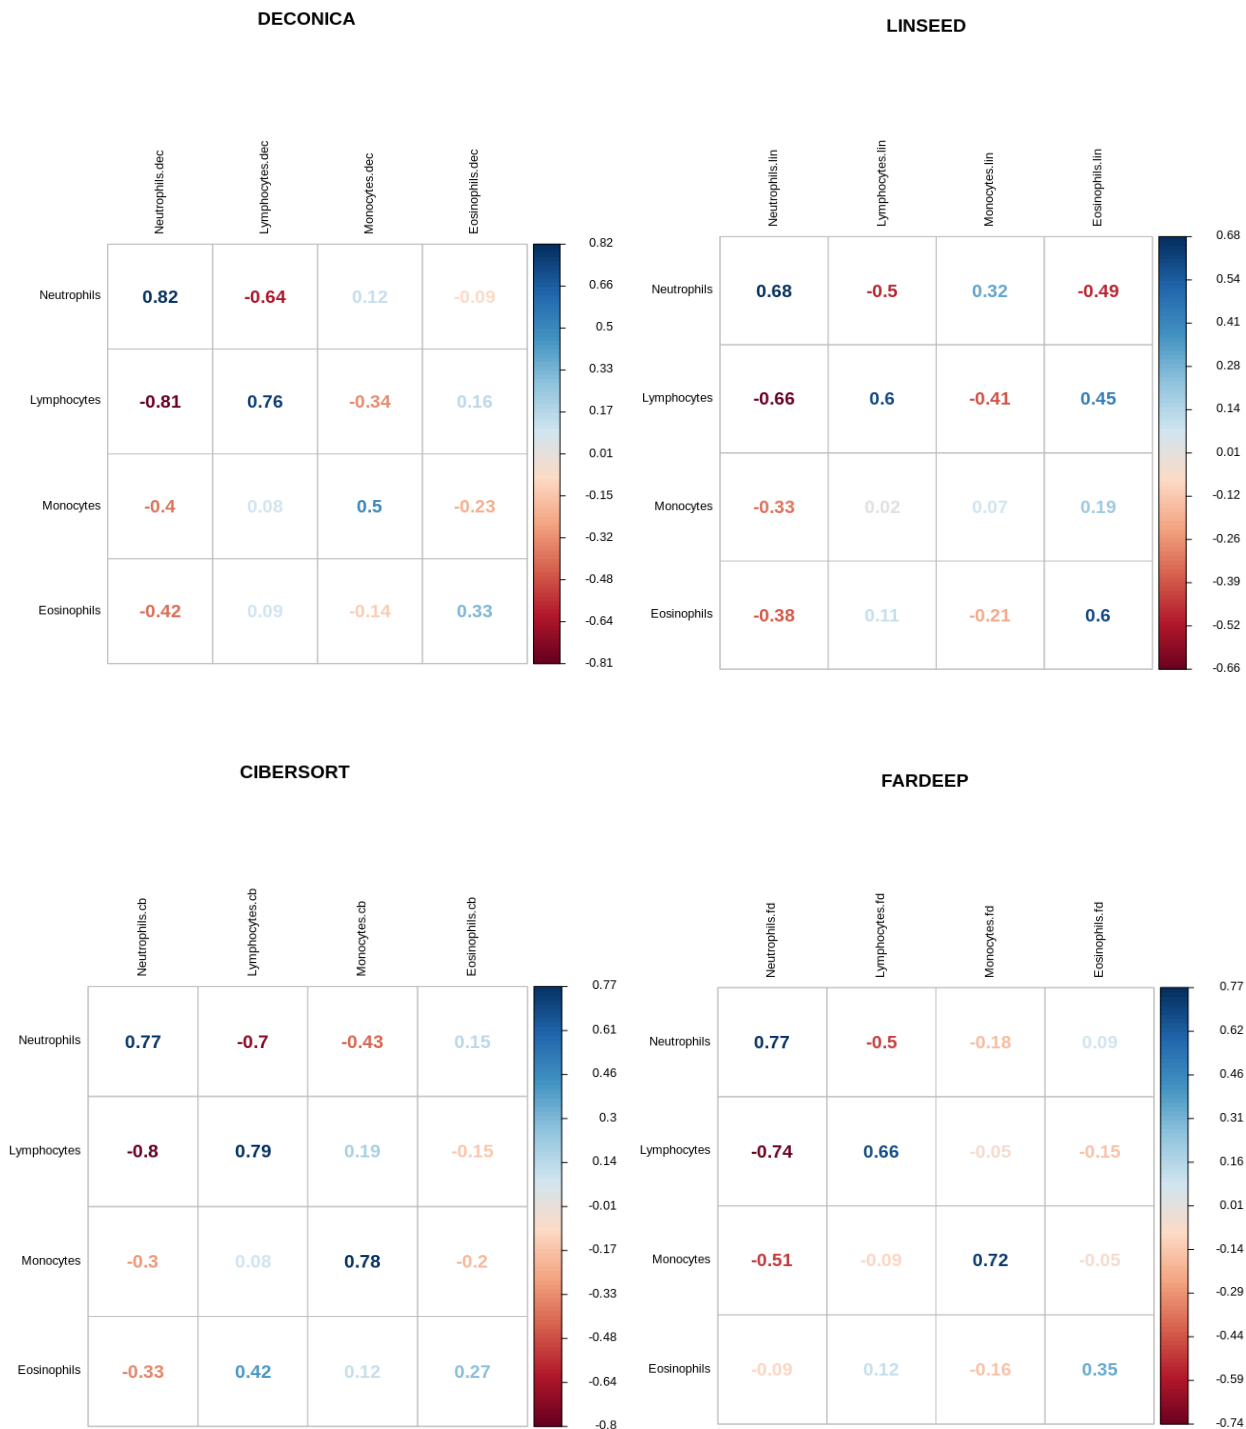 DECONICA
Neutrophils.dec Lymphocytes.dec Monocytes.dec Eosinophils.dec
Neutrophils 0.82 -0.64 0.12 -0.09
Lymphocytes -0.81 0.76 -0.34 0.16
Monocytes -0.4 0.08 0.5 -0.23
Eosinophils -0.42 0.09 -0.14 0.33
0.82
0.66
0.5
0.33
0.17
0.01
-0.15
-0.32
-0.48
-0.64
-0.81
LINSEED
Neutrophils.lin Lymphocytes.lin Monocytes.lin Eosinophils.lin
Neutrophils 0.68 -0.5 0.32 -0.49
Lymphocytes -0.66 0.6 -0.41 0.45
Monocytes -0.33 0.02 0.07 0.19
Eosinophils -0.38 0.11 -0.21 0.6
0.68
0.54
0.41
0.28
0.14
0.01
-0.12
-0.26
-0.39
-0.52
-0.66
CIBERSORT
Neutrophils.cb Lymphocytes.cb Monocytes.cb Eosinophils.cb
Neutrophils 0.77 -0.7 -0.43 0.15
Lymphocytes -0.8 0.79 0.19 -0.15
Monocytes -0.3 0.08 0.78 -0.2
Eosinophils -0.33 0.42 0.12 0.27
0.77
0.61
0.46
0.3
0.14
-0.01
-0.17
-0.33
-0.48
-0.64
-0.8
FARDEEP
Neutrophils.fd Lymphocytes.fd Monocytes.fd Eosinophils.fd
Neutrophils 0.77 -0.5 -0.18 0.09
Lymphocytes -0.74 0.66 -0.05 -0.15
Monocytes -0.51 -0.09 0.72 -0.05
Eosinophils -0.09 0.12 -0.16 0.35
0.77
0.62
0.46
0.31
0.16
0.01
-0.14
-0.29
-0.44
-0.59
-0.74